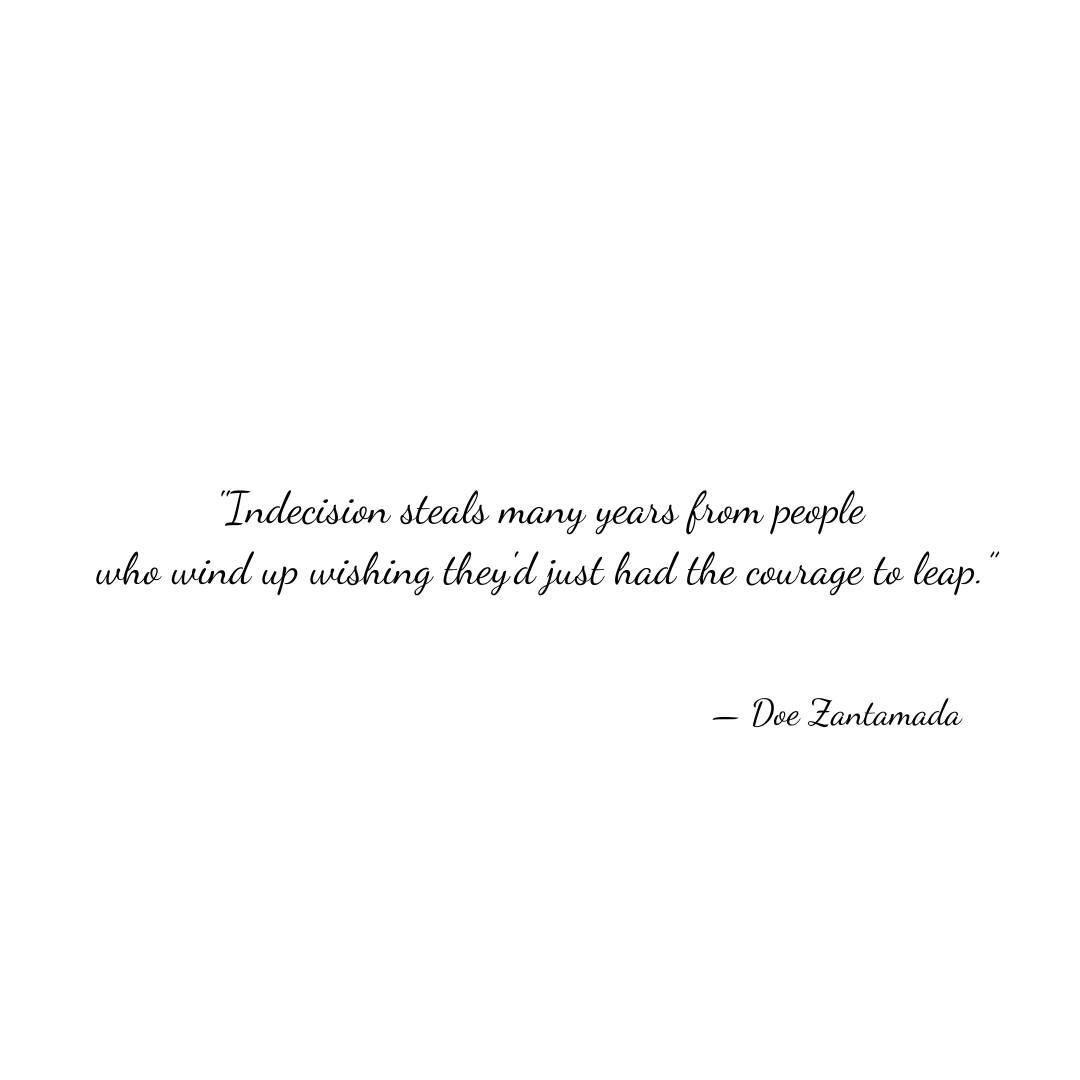 "Indecision steals many years from people
who wind up wishing they'd just had the courage to leap."
— Doe Zantamada